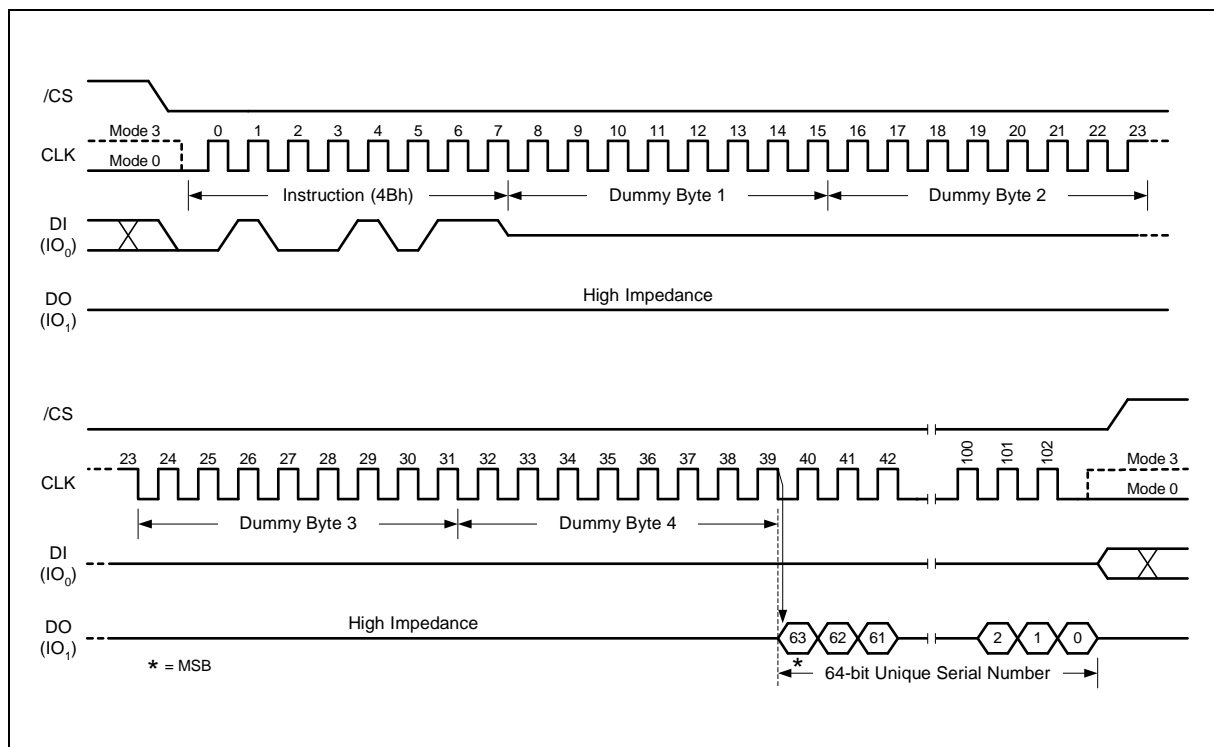 /CS
Mode 3 0 1 2 3 4 5 6 7 8 9 10 11 12 13 14 15 16 17 18 19 20 21 22 23
CLK
Mode 0
Instruction (4Bh) Dummy Byte 1 Dummy Byte 2
DI
(IO0)
High Impedance
DO
(IO1)
/CS
23 24 25 26 27 28 29 30 31 32 33 34 35 36 37 38 39 40 41 42 100 101 102 Mode 3
CLK
Mode 0
Dummy Byte 3 Dummy Byte 4
DI
(IO0)
High Impedance
DO
(IO1)
63 62 61 2 1 0
* = MSB
* 64-bit Unique Serial Number